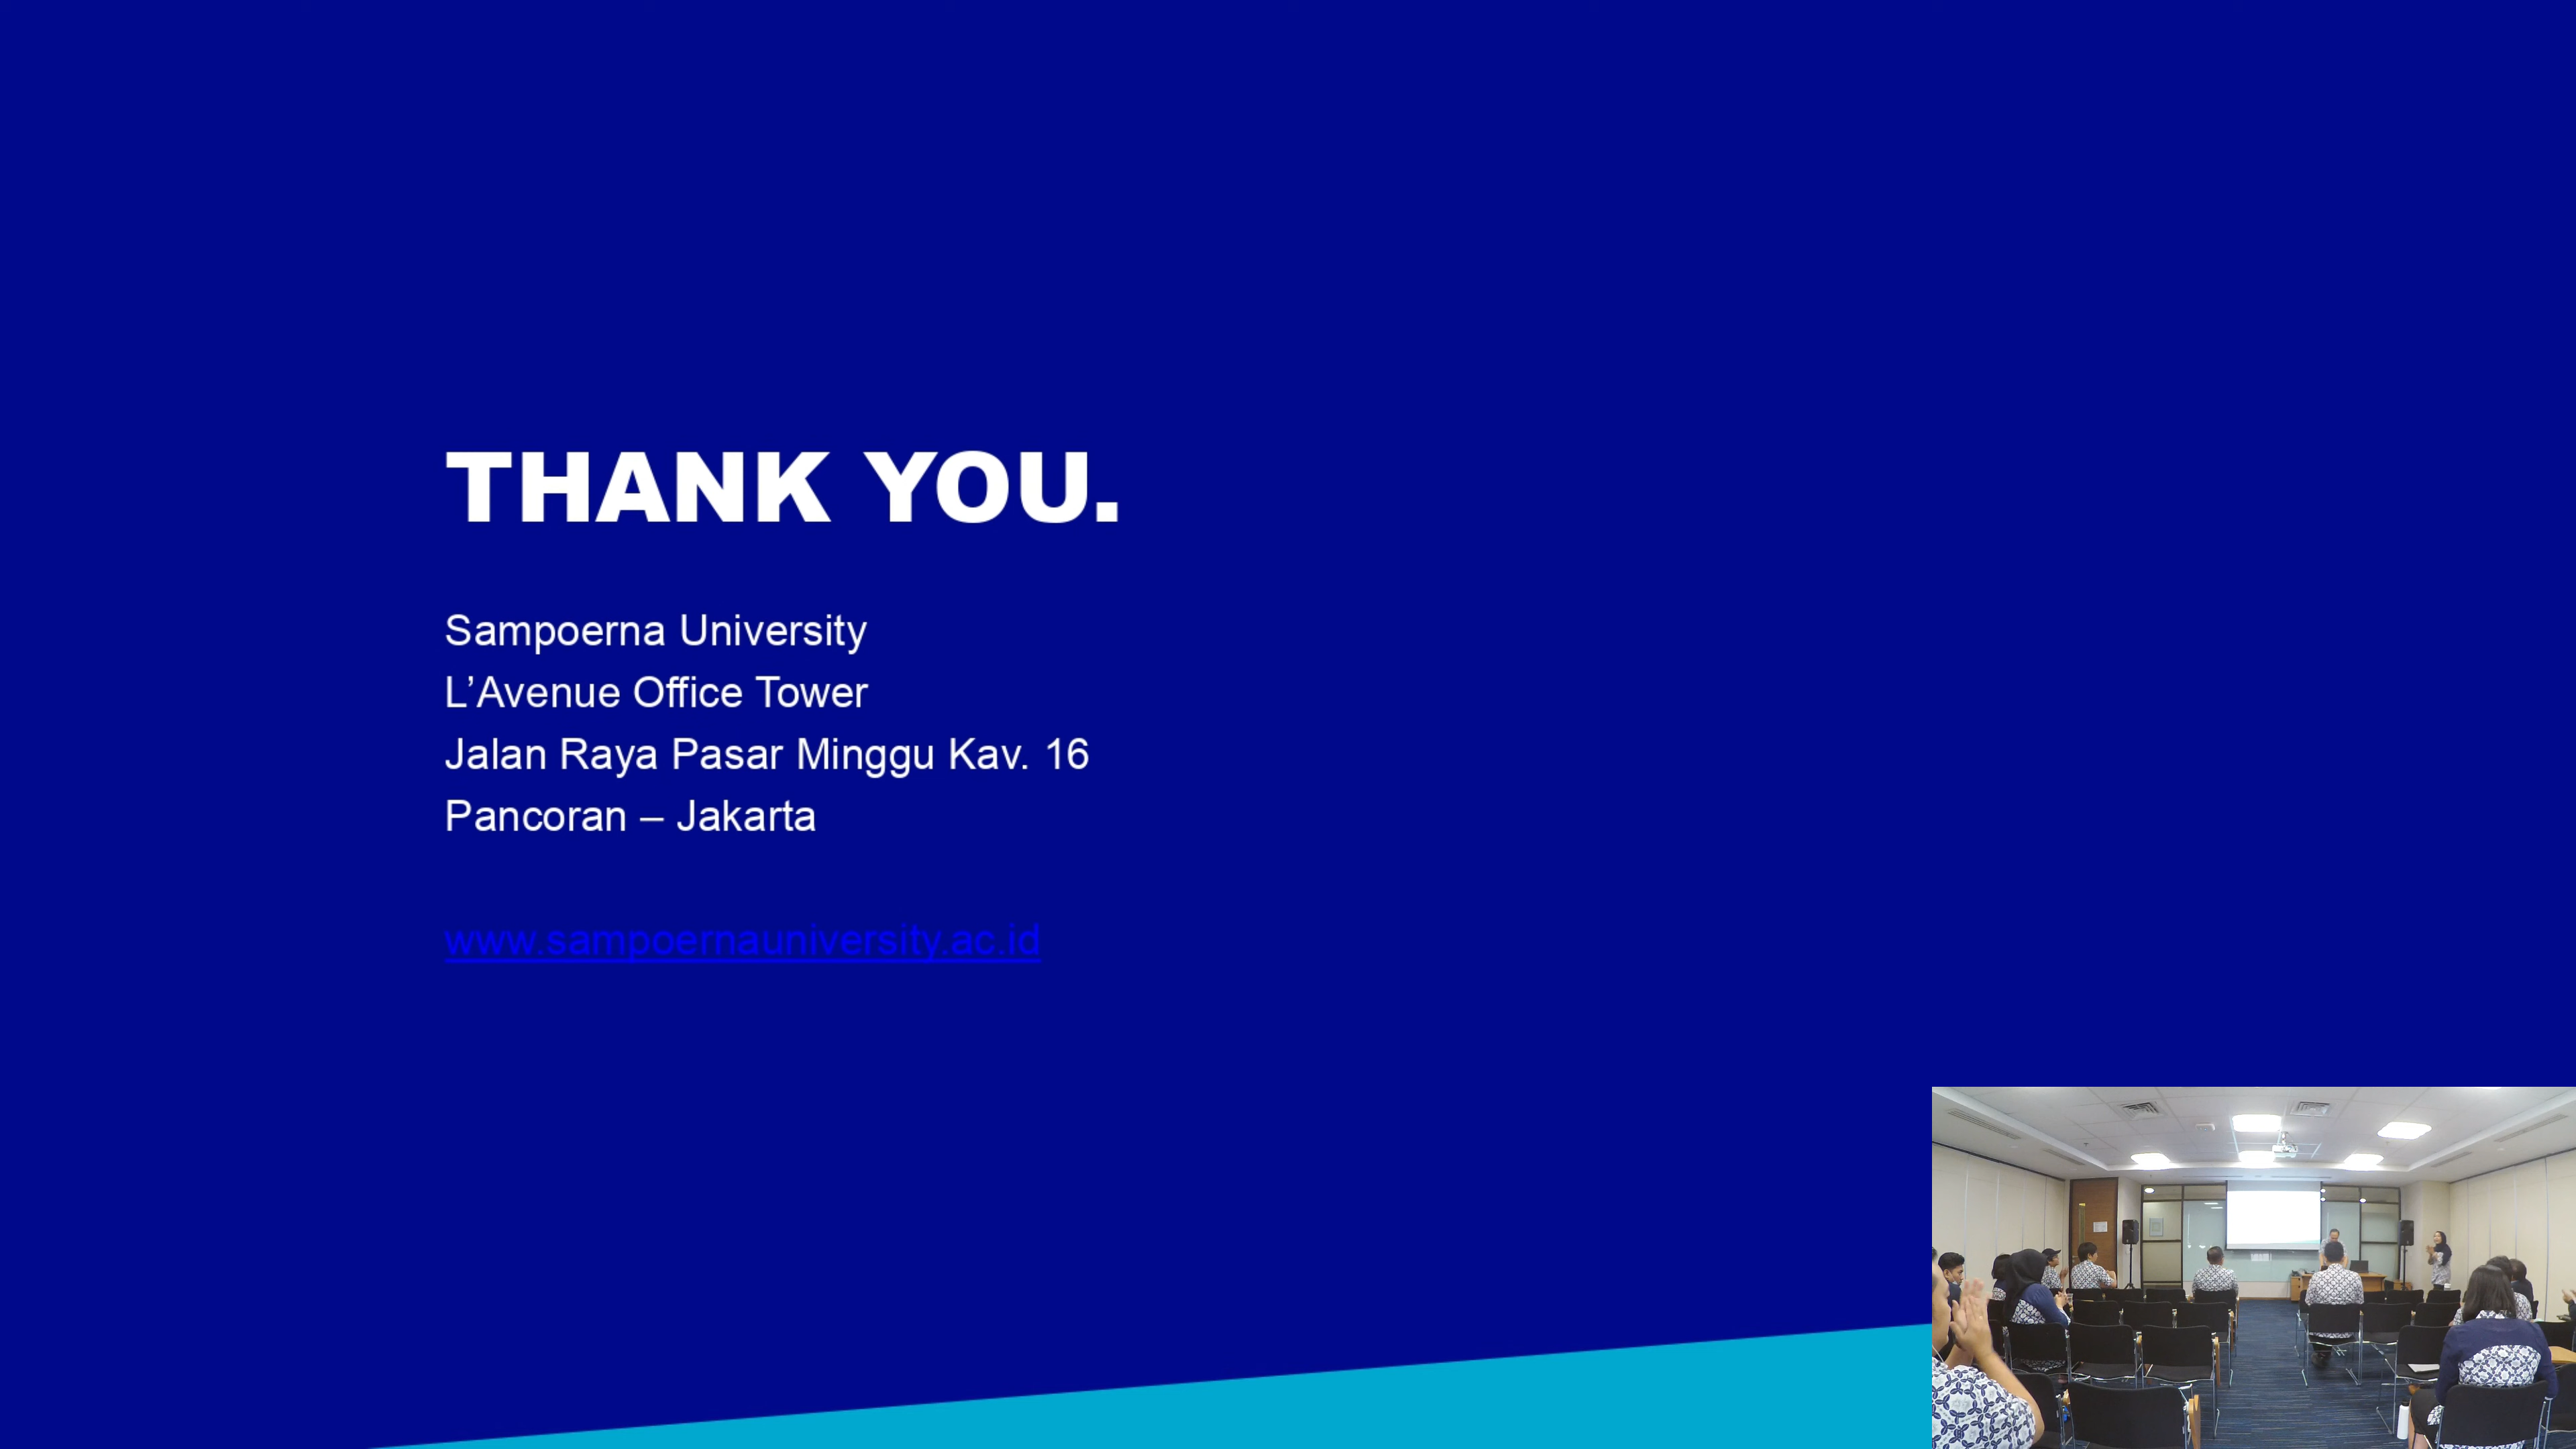 THANK YOU.
Sampoerna University
L’Avenue Office Tower
Jalan Raya Pasar Minggu Kav. 16
Pancoran – Jakarta
www.sampoernauniversity.ac.id